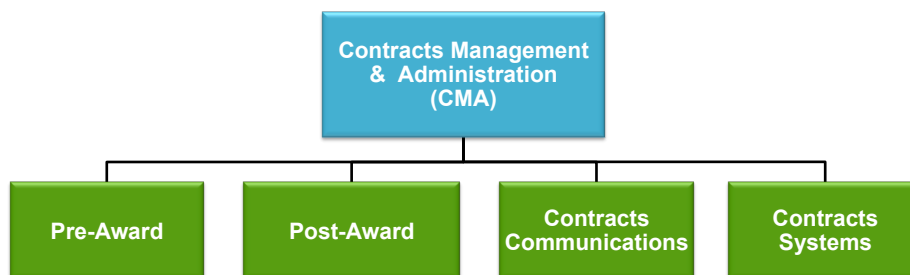 Contracts Management
& Administration
(CMA)
Pre-Award
Post-Award
Contracts
Communications
Contracts
Systems